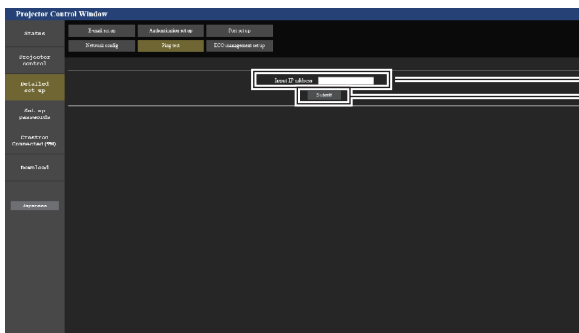 Projector Control Window
Status
E-mail set up
Authentication set up
Port set up
Network config
Ping test
ECO management set up
Projector
control
Detailed
set up
Input IP address
Submit
Set up
passwords
Crestron
Connected(TM)
Download
Japanese